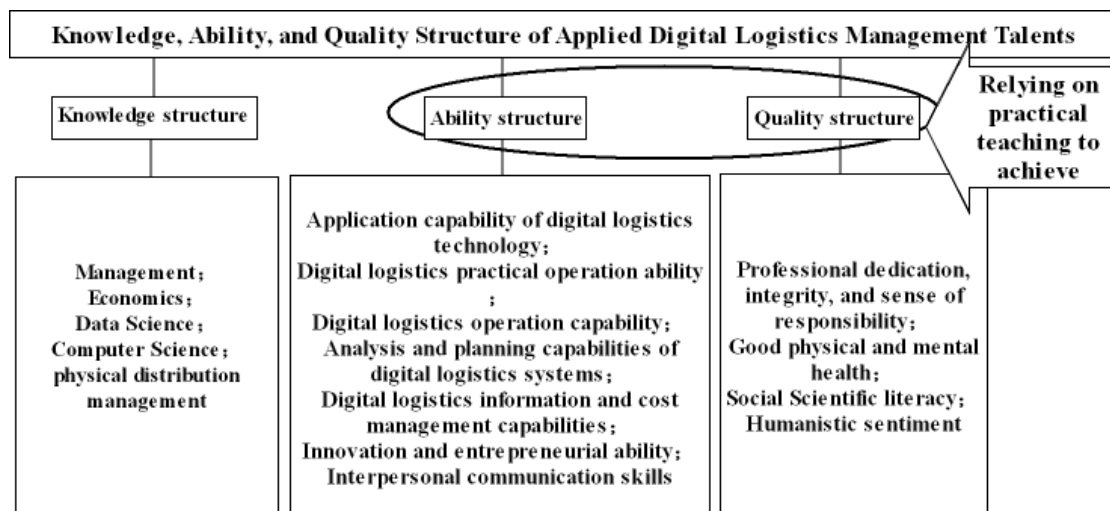 Knowledge, Ability, and Quality Structure of Applied Digital Logistics Management Talents
Knowledge structure
Ability structure
Quality structure
Relying on
practical
teaching to
achieve
Management；
Economics；
Data Science；
Computer Science；
physical distribution
management
Application capability of digital logistics
technology；
Digital logistics practical operation ability
；
Digital logistics operation capability；
Analysis and planning capabilities of
digital logistics systems；
Digital logistics information and cost
management capabilities；
Innovation and entrepreneurial ability；
Interpersonal communication skills
Professional dedication,
integrity, and sense of
responsibility；
Good physical and mental
health；
Social Scientific literacy；
Humanistic sentiment